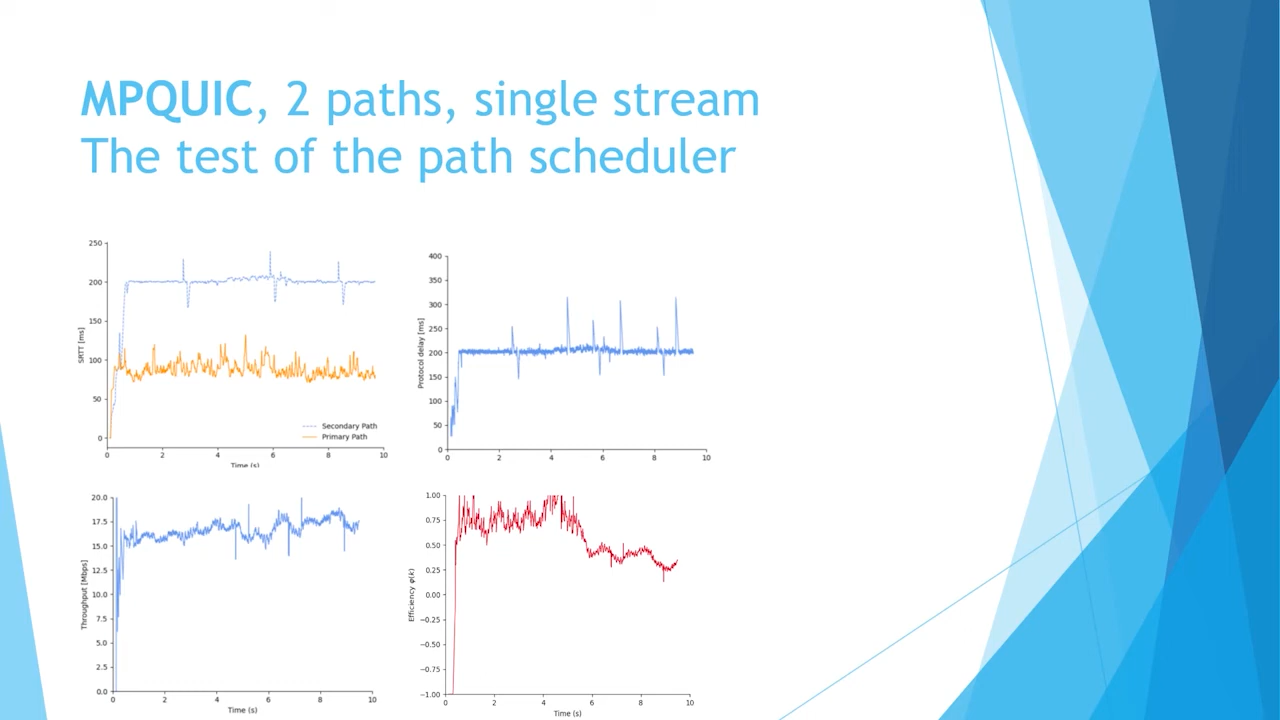 MPQUIC, 2 paths, single stream
The test of the path scheduler
250
200
150
100
50
0
SRTT [ms]
0 2 4 6 8 10
Time (s)
Secondary Path
Primary Path
400
350
300
250
200
150
100
50
0
Protocol delay [ms]
0 2 4 6 8 10
20.0
17.5
15.0
12.5
10.0
7.5
5.0
2.5
0.0
Throughput [Mbps]
0 2 4 6 8 10
Time (s)
1.00
0.75
0.50
0.25
0.00
−0.25
−0.50
−0.75
−1.00
Efficiency φ(k)
0 2 4 6 8 10
Time (s)